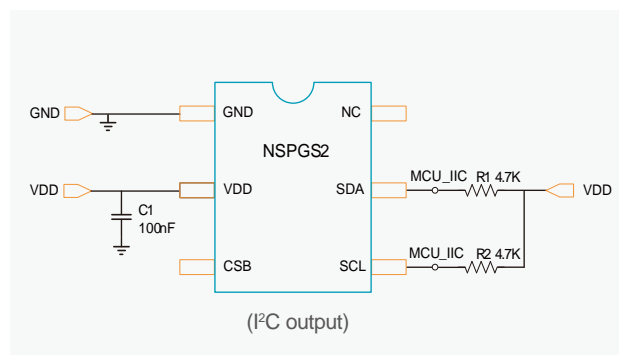 GND
GND
NC
NSPGS2
VDD
C1
100nF
VDD
SDA
MCU_IIC
R1 4.7K
VDD
CSB
SCL
MCU_IIC
R2 4.7K
(I²C output)